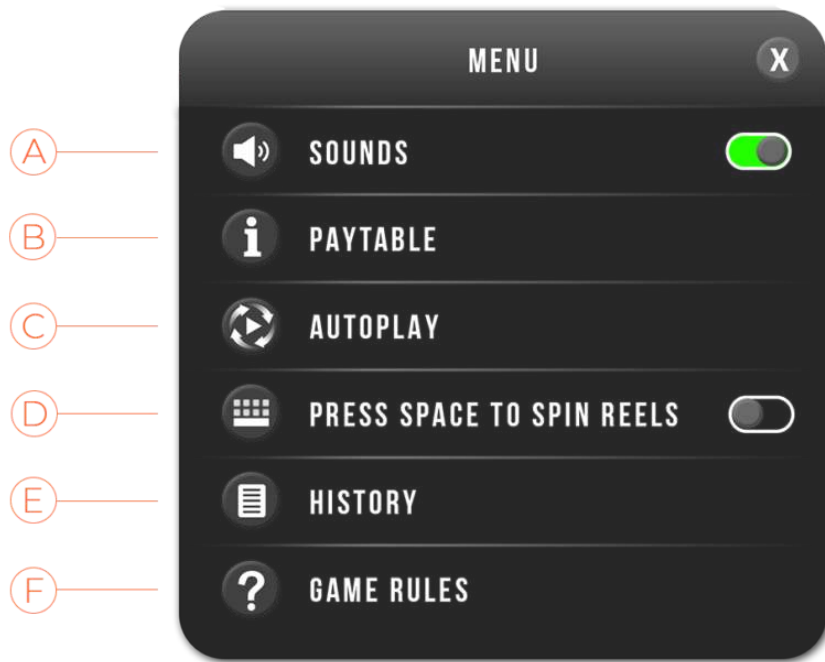 MENU X
A SOUNDS
B PAYTABLE
C AUTOPLAY
D PRESS SPACE TO SPIN REELS
E HISTORY
F GAME RULES